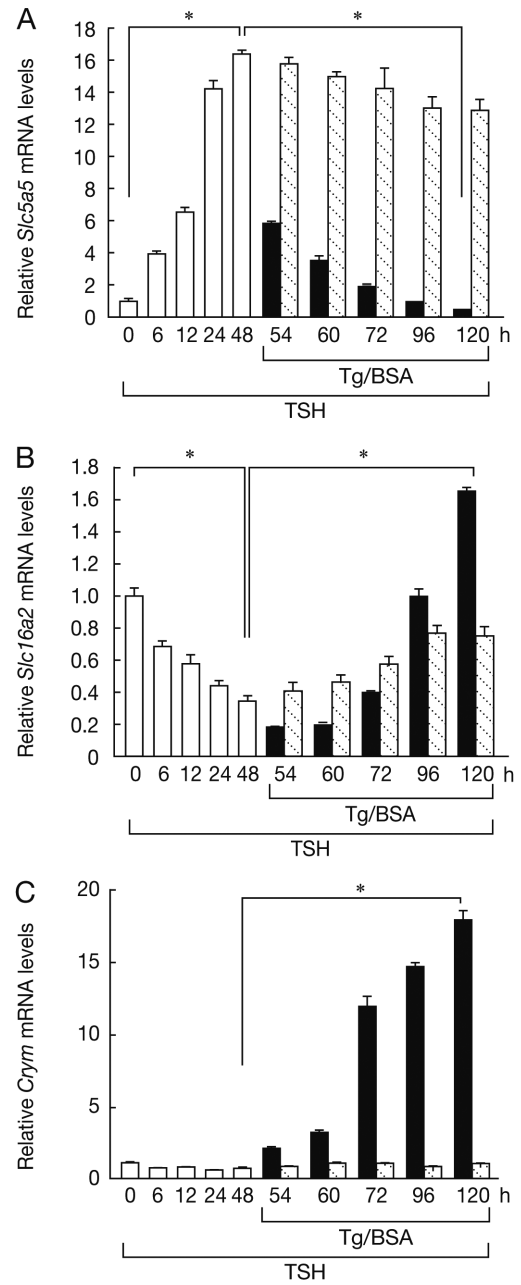 A
Relative Slc5a5 mRNA levels
18
16
14
12
10
8
6
4
2
0
* *
0 6 12 24 48 54 60 72 96 120 h
Tg/BSA
TSH
B
Relative Slc16a2 mRNA levels
1.8
1.6
1.4
1.2
1.0
0.8
0.6
0.4
0.2
0
* *
0 6 12 24 48 54 60 72 96 120 h
Tg/BSA
TSH
C
Relative Crym mRNA levels
20
15
10
5
0
*
0 6 12 24 48 54 60 72 96 120 h
Tg/BSA
TSH